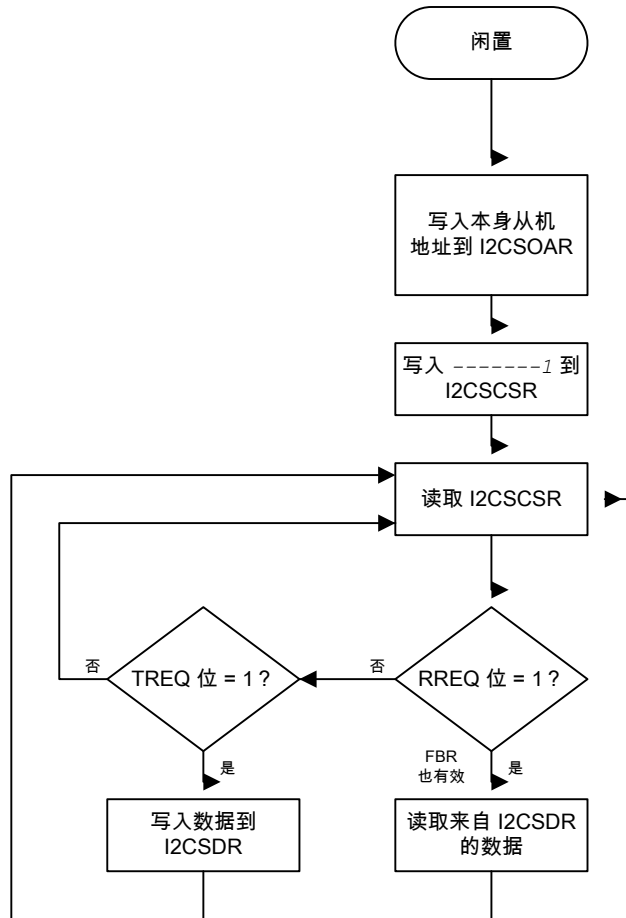 闲置
写入本身从机
地址到 I2CSOAR
写入 -------1 到
I2CSCSR
读取 I2CSCSR
否
TREQ 位 = 1？
否
RREQ 位 = 1？
是
FBR
也有效
是
写入数据到
I2CSDR
读取来自 I2CSDR
的数据